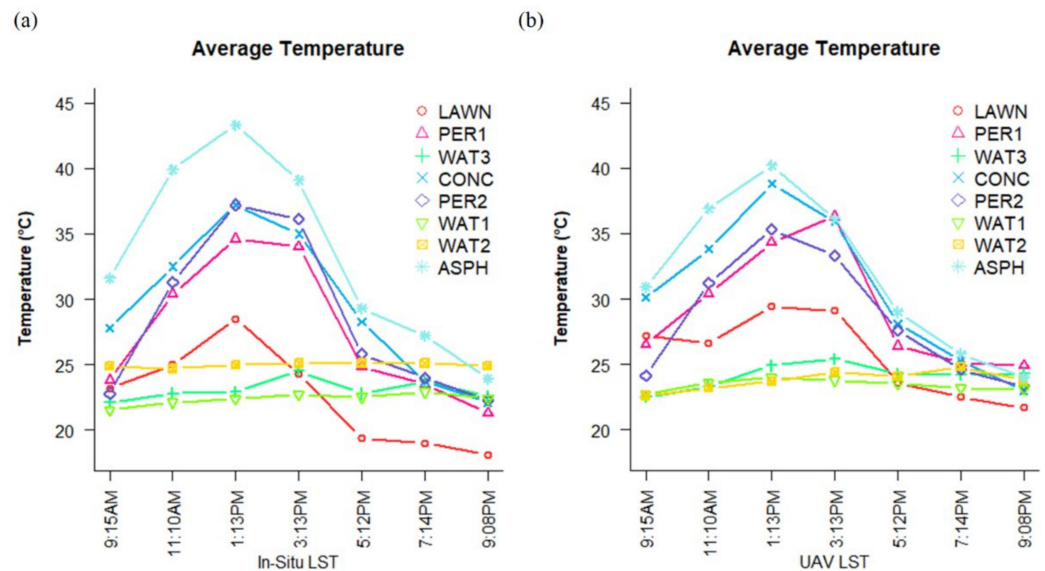 (a)
Average Temperature
Temperature (°C)
45
40
35
30
25
20
LAWN
PER1
WAT3
CONC
PER2
WAT1
WAT2
ASPH
9:15AM
11:10AM
1:13PM
3:13PM
5:12PM
7:14PM
9:08PM
In-Situ LST
(b)
Average Temperature
Temperature (°C)
45
40
35
30
25
20
LAWN
PER1
WAT3
CONC
PER2
WAT1
WAT2
ASPH
9:15AM
11:10AM
1:13PM
3:13PM
5:12PM
7:14PM
9:08PM
UAV LST